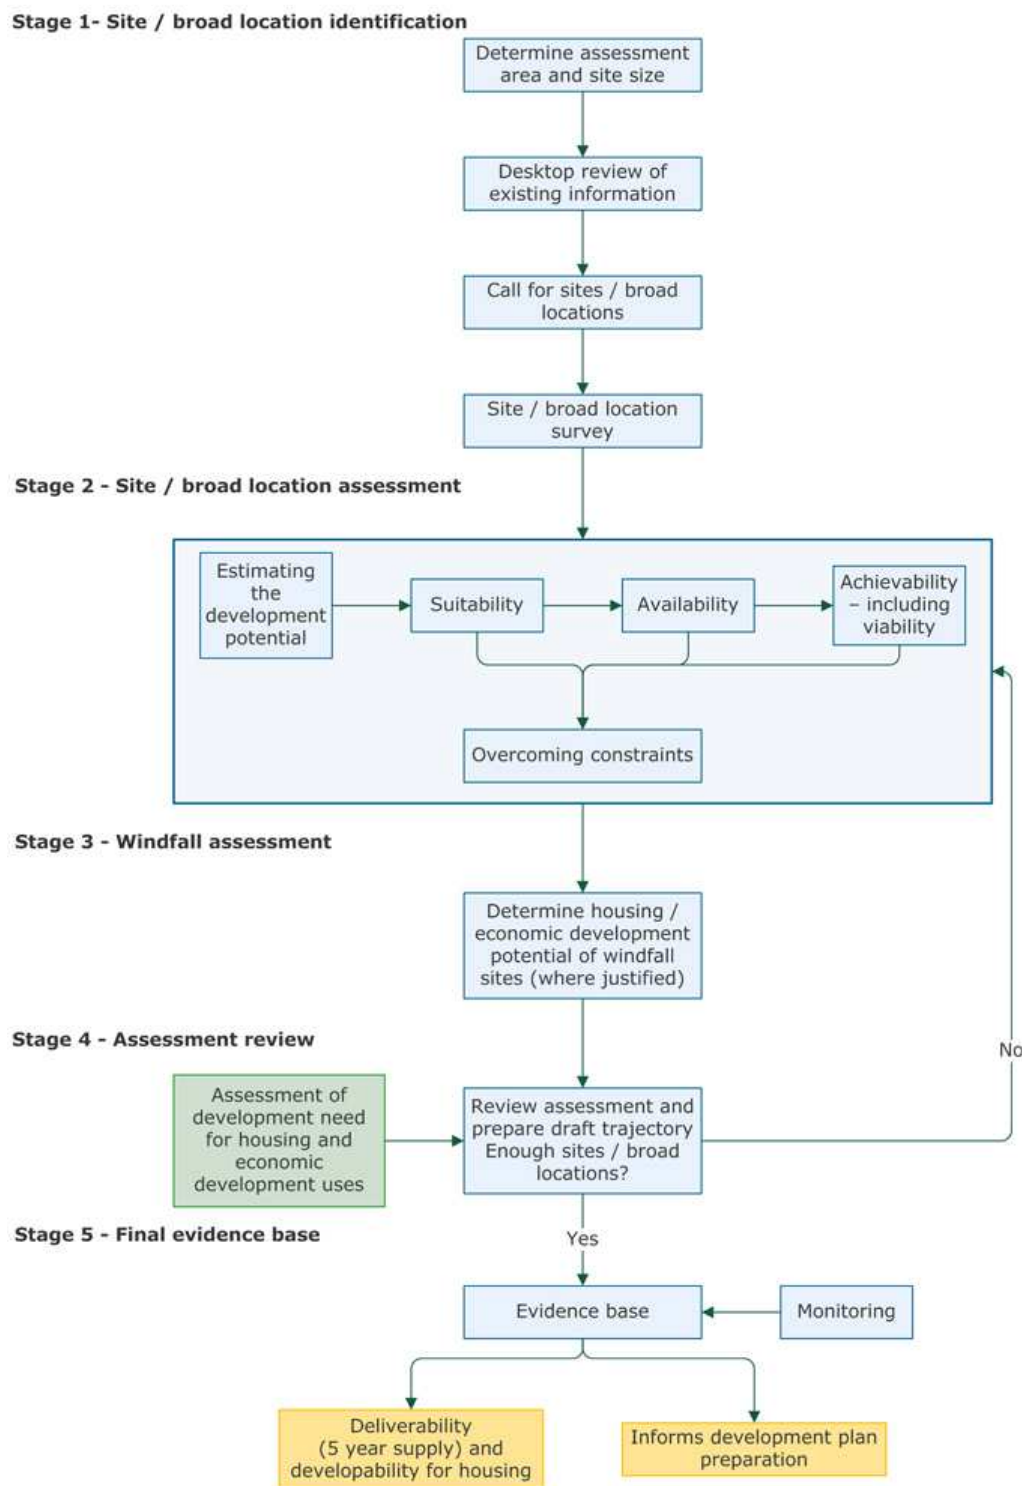 Stage 1- Site / broad location identification
Determine assessment
area and site size
Desktop review of
existing information
Call for sites / broad
locations
Site / broad location
survey
Stage 2 - Site / broad location assessment
Estimating
the
development
potential
Suitability
Availability
Achievability
– including
viability
Overcoming constraints
Stage 3 - Windfall assessment
Determine housing /
economic development
potential of windfall
sites (where justified)
Stage 4 - Assessment review
No
Assessment of
development need
for housing and
economic
development uses
Review assessment and
prepare draft trajectory
Enough sites / broad
locations?
Stage 5 - Final evidence base
Yes
Evidence base
Monitoring
Deliverability
(5 year supply) and
developability for housing
Informs development plan
preparation